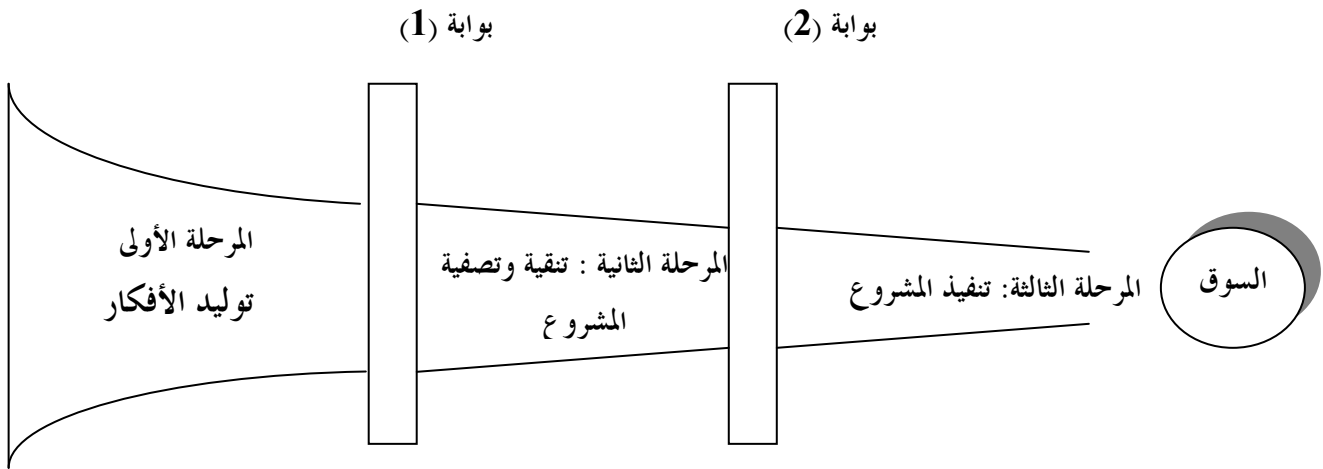 بوابة (1)
بوابة (2)
المرحلة الأولى
توليد الأفكار
المرحلة الثانية : تنقية وتصفية
المشروع
المرحلة الثالثة: تنفيذ المشروع
السوق